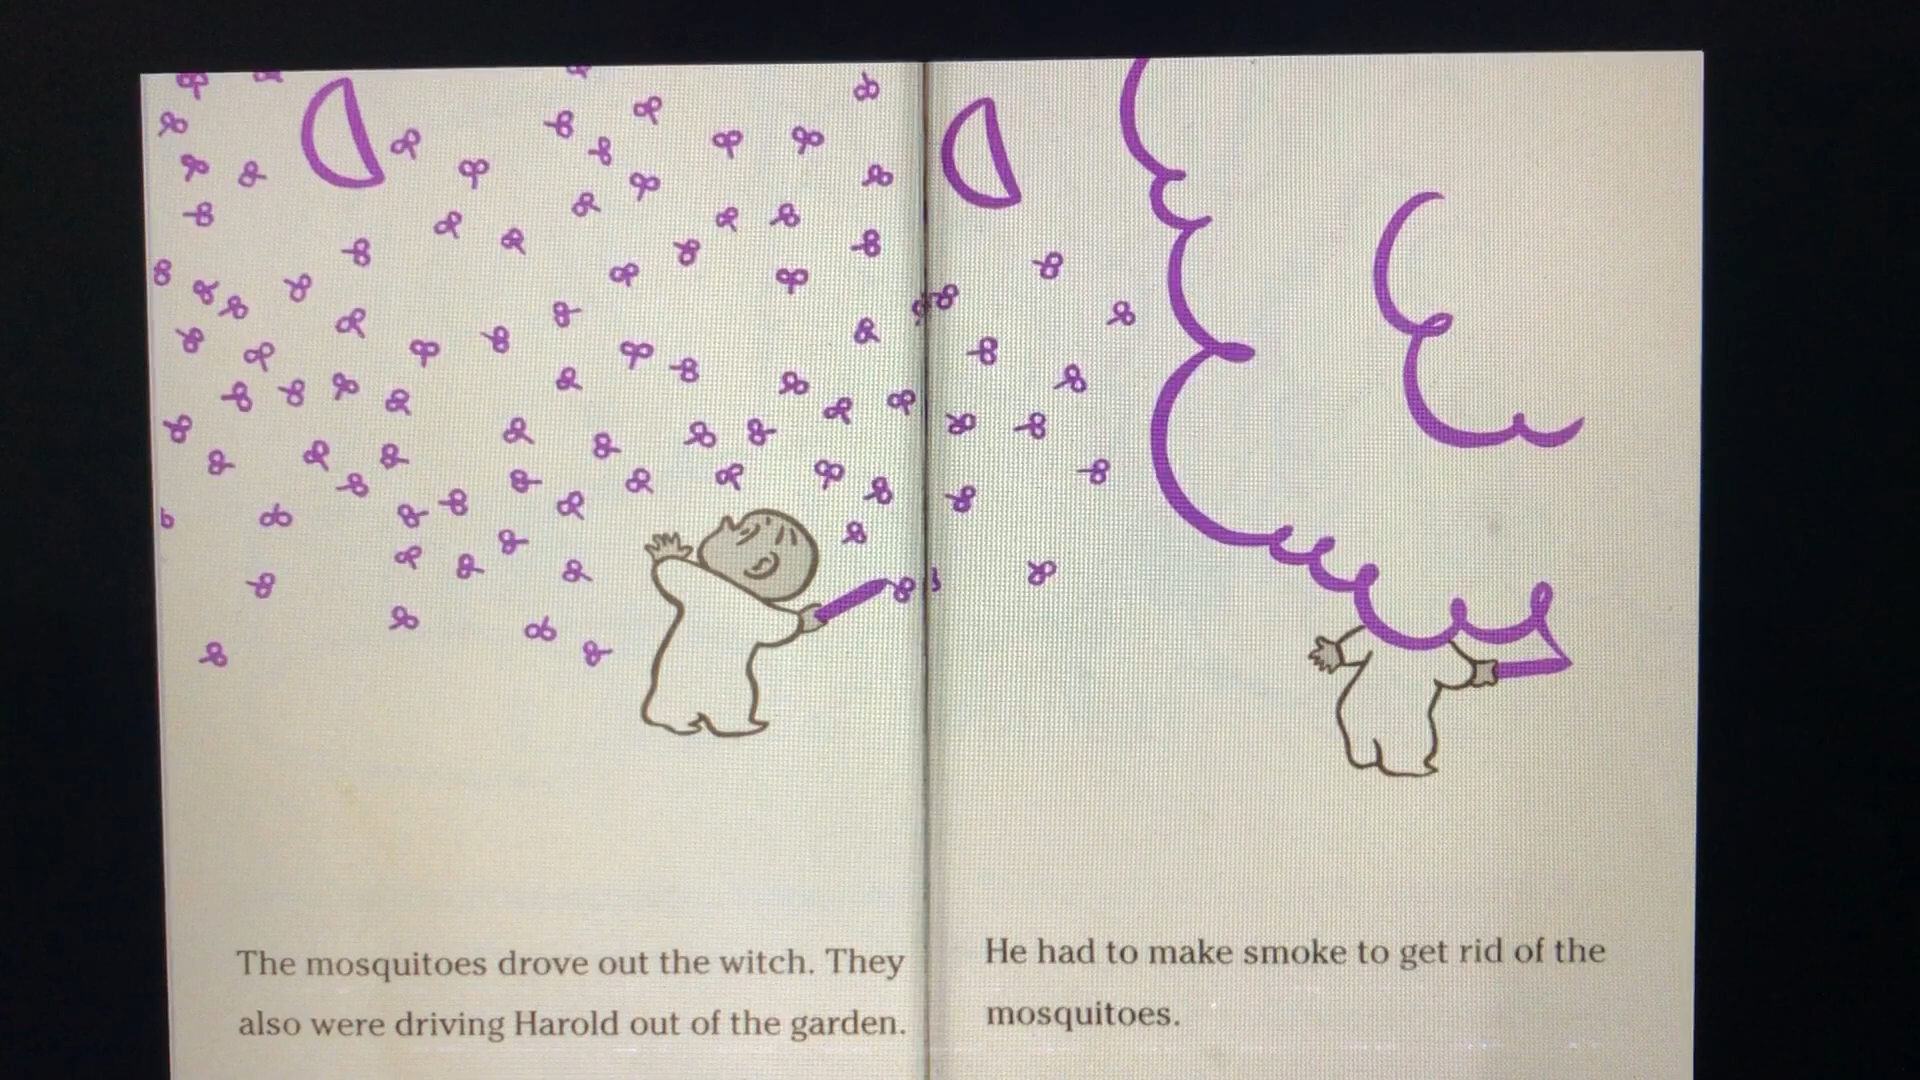 The mosquitoes drove out the witch. They
also were driving Harold out of the garden.
He had to make smoke to get rid of the
mosquitoes.